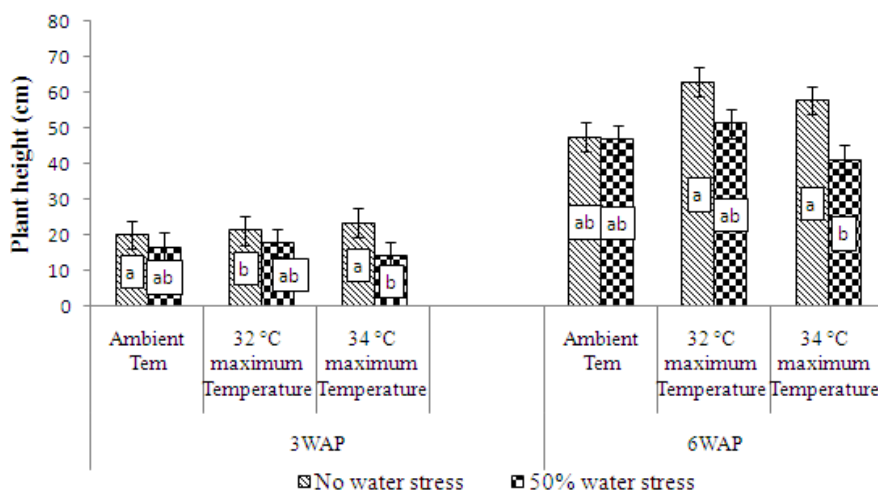 Plant height (cm)
80
70
60
50
40
30
20
10
0
a
ab
b
ab
a
b
ab
ab
a
ab
a
b
Ambient
Tem
32 °C
maximum
Temperature
34 °C
maximum
Temperature
Ambient
Tem
32 °C
maximum
Temperature
34 °C
maximum
Temperature
3WAP
6WAP
No water stress
50% water stress